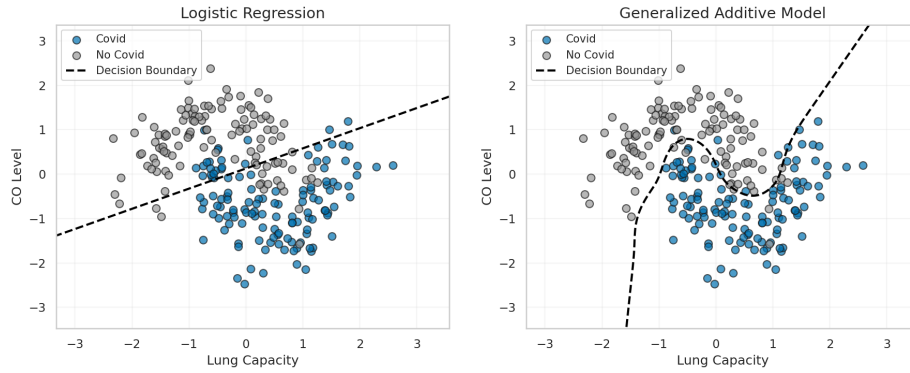 Logistic Regression
Covid
No Covid
Decision Boundary
3
2
1
0
−1
−2
−3
CO Level
−3
−2
−1
0
1
2
3
Lung Capacity
Generalized Additive Model
Covid
No Covid
Decision Boundary
3
2
1
0
−1
−2
−3
CO Level
−3
−2
−1
0
1
2
3
Lung Capacity